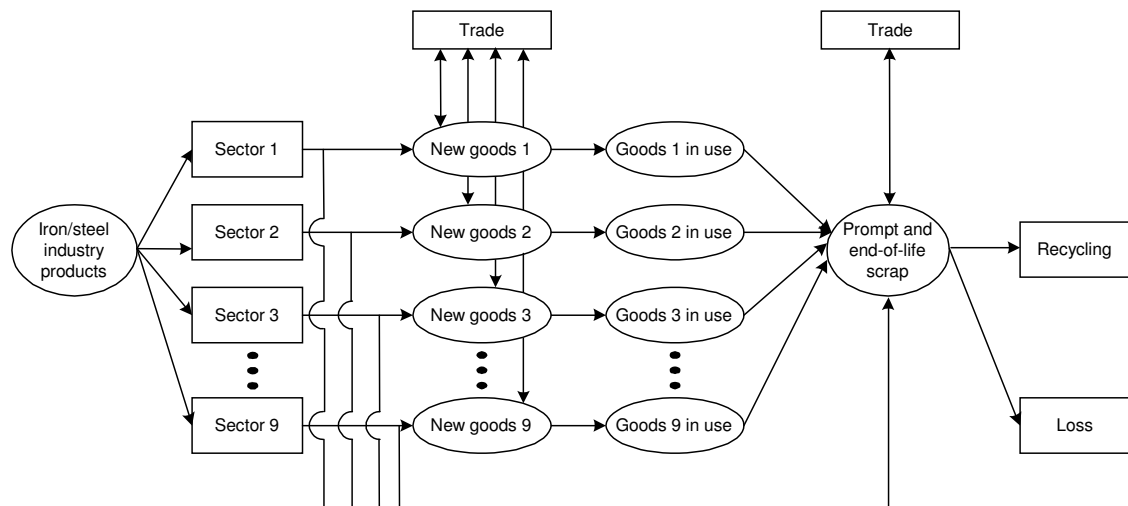 Trade
Trade
Sector 1
New goods 1
Goods 1 in use
Iron/steel
industry
products
Sector 2
New goods 2
Goods 2 in use
Prompt and
end-of-life
scrap
Recycling
Sector 3
New goods 3
Goods 3 in use
Sector 9
New goods 9
Goods 9 in use
Loss